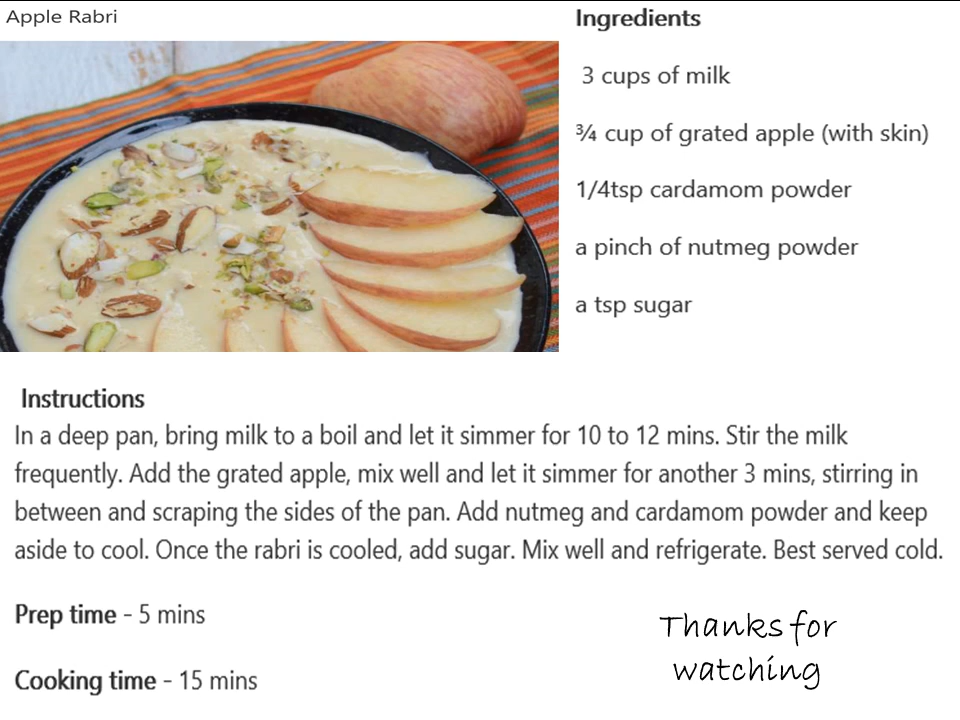 Apple Rabri
Ingredients
3 cups of milk
¾ cup of grated apple (with skin)
1/4tsp cardamom powder
a pinch of nutmeg powder
a tsp sugar
Instructions
In a deep pan, bring milk to a boil and let it simmer for 10 to 12 mins. Stir the milk
frequently. Add the grated apple, mix well and let it simmer for another 3 mins, stirring in
between and scraping the sides of the pan. Add nutmeg and cardamom powder and keep
aside to cool. Once the rabri is cooled, add sugar. Mix well and refrigerate. Best served cold.
Prep time - 5 mins
Cooking time - 15 mins
Thanks for
watching